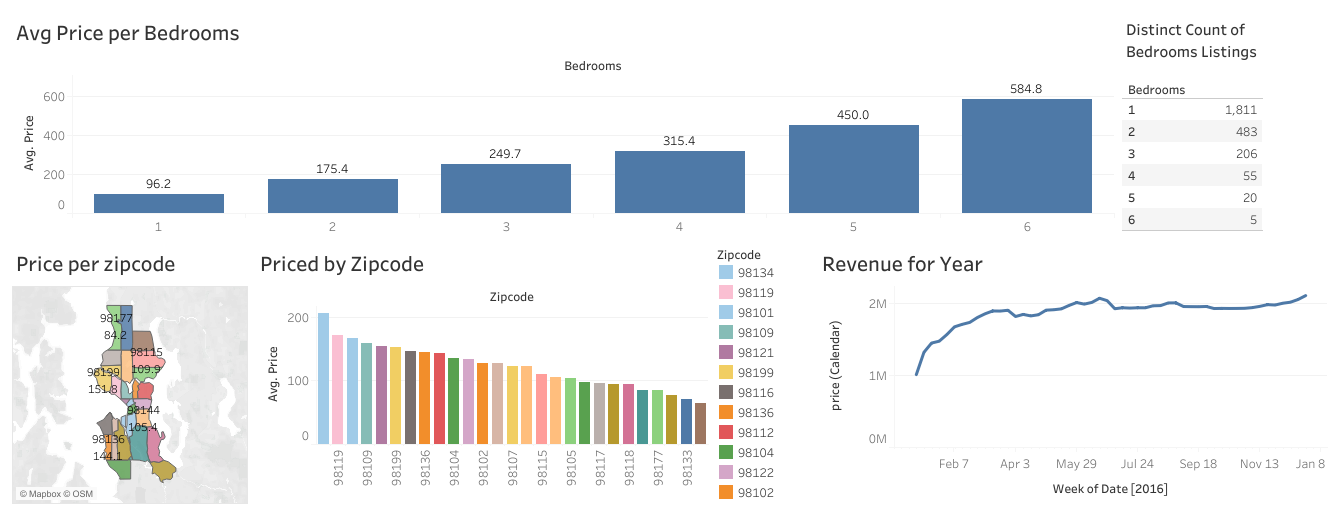 Avg Price per Bedrooms
Bedrooms
Avg. Price
600
400
200
0
96.2
175.4
249.7
315.4
450.0
584.8
1
2
3
4
5
6
Distinct Count of
Bedrooms Listings
Bedrooms
1 1,811
2 483
3 206
4 55
5 20
6 5
Price per zipcode
98177
84.2
98115
109.9
98199
151.3
98144
105.4
98136
144.1
© Mapbox © OSM
Priced by Zipcode
Zipcode
Avg. Price
200
100
0
98119
98109
98199
98136
98104
98102
98107
98115
98105
98117
98118
98177
98133
Zipcode
98134
98119
98101
98109
98121
98199
98116
98136
98112
98104
98122
98102
Revenue for Year
price (Calendar)
2M
1M
0M
Feb 7
Apr 3
May 29
Jul 24
Sep 18
Nov 13
Jan 8
Week of Date [2016]